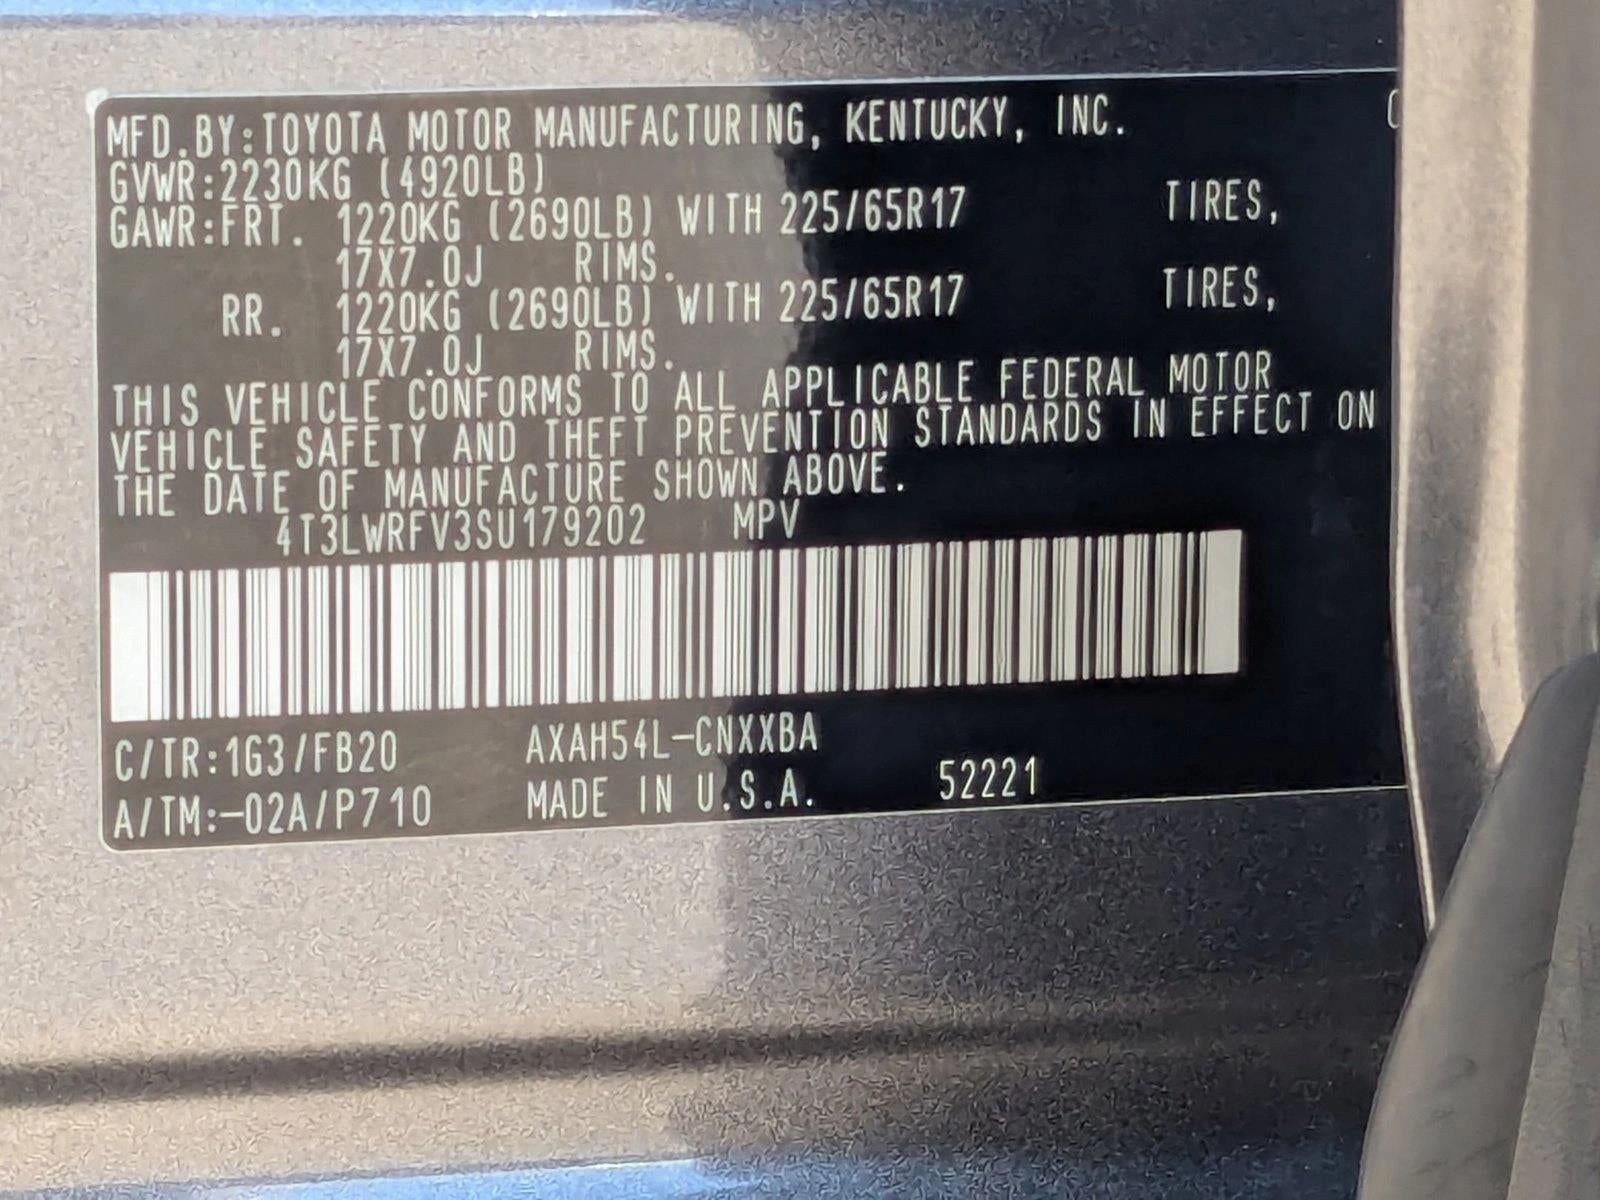 MFD.BY:TOYOTA MOTOR MANUFACTURING, KENTUCKY, INC.
GVWR:2230KG (4920LB)
GAWR:FRT. 1220KG (2690LB) WITH 225/65R17 TIRES,
17X7.0J RIMS.
RR. 1220KG (2690LB) WITH 225/65R17 TIRES,
17X7.0J RIMS.
THIS VEHICLE CONFORMS TO ALL APPLICABLE FEDERAL MOTOR
VEHICLE SAFETY AND THEFT PREVENTION STANDARDS IN EFFECT ON
THE DATE OF MANUFACTURE SHOWN ABOVE.
4T3LWRFV3SU179202 MPV
C/TR:1G3/FB20 AXAH54L-CNXXBA
A/TM:-02A/P710 MADE IN U.S.A. 52221